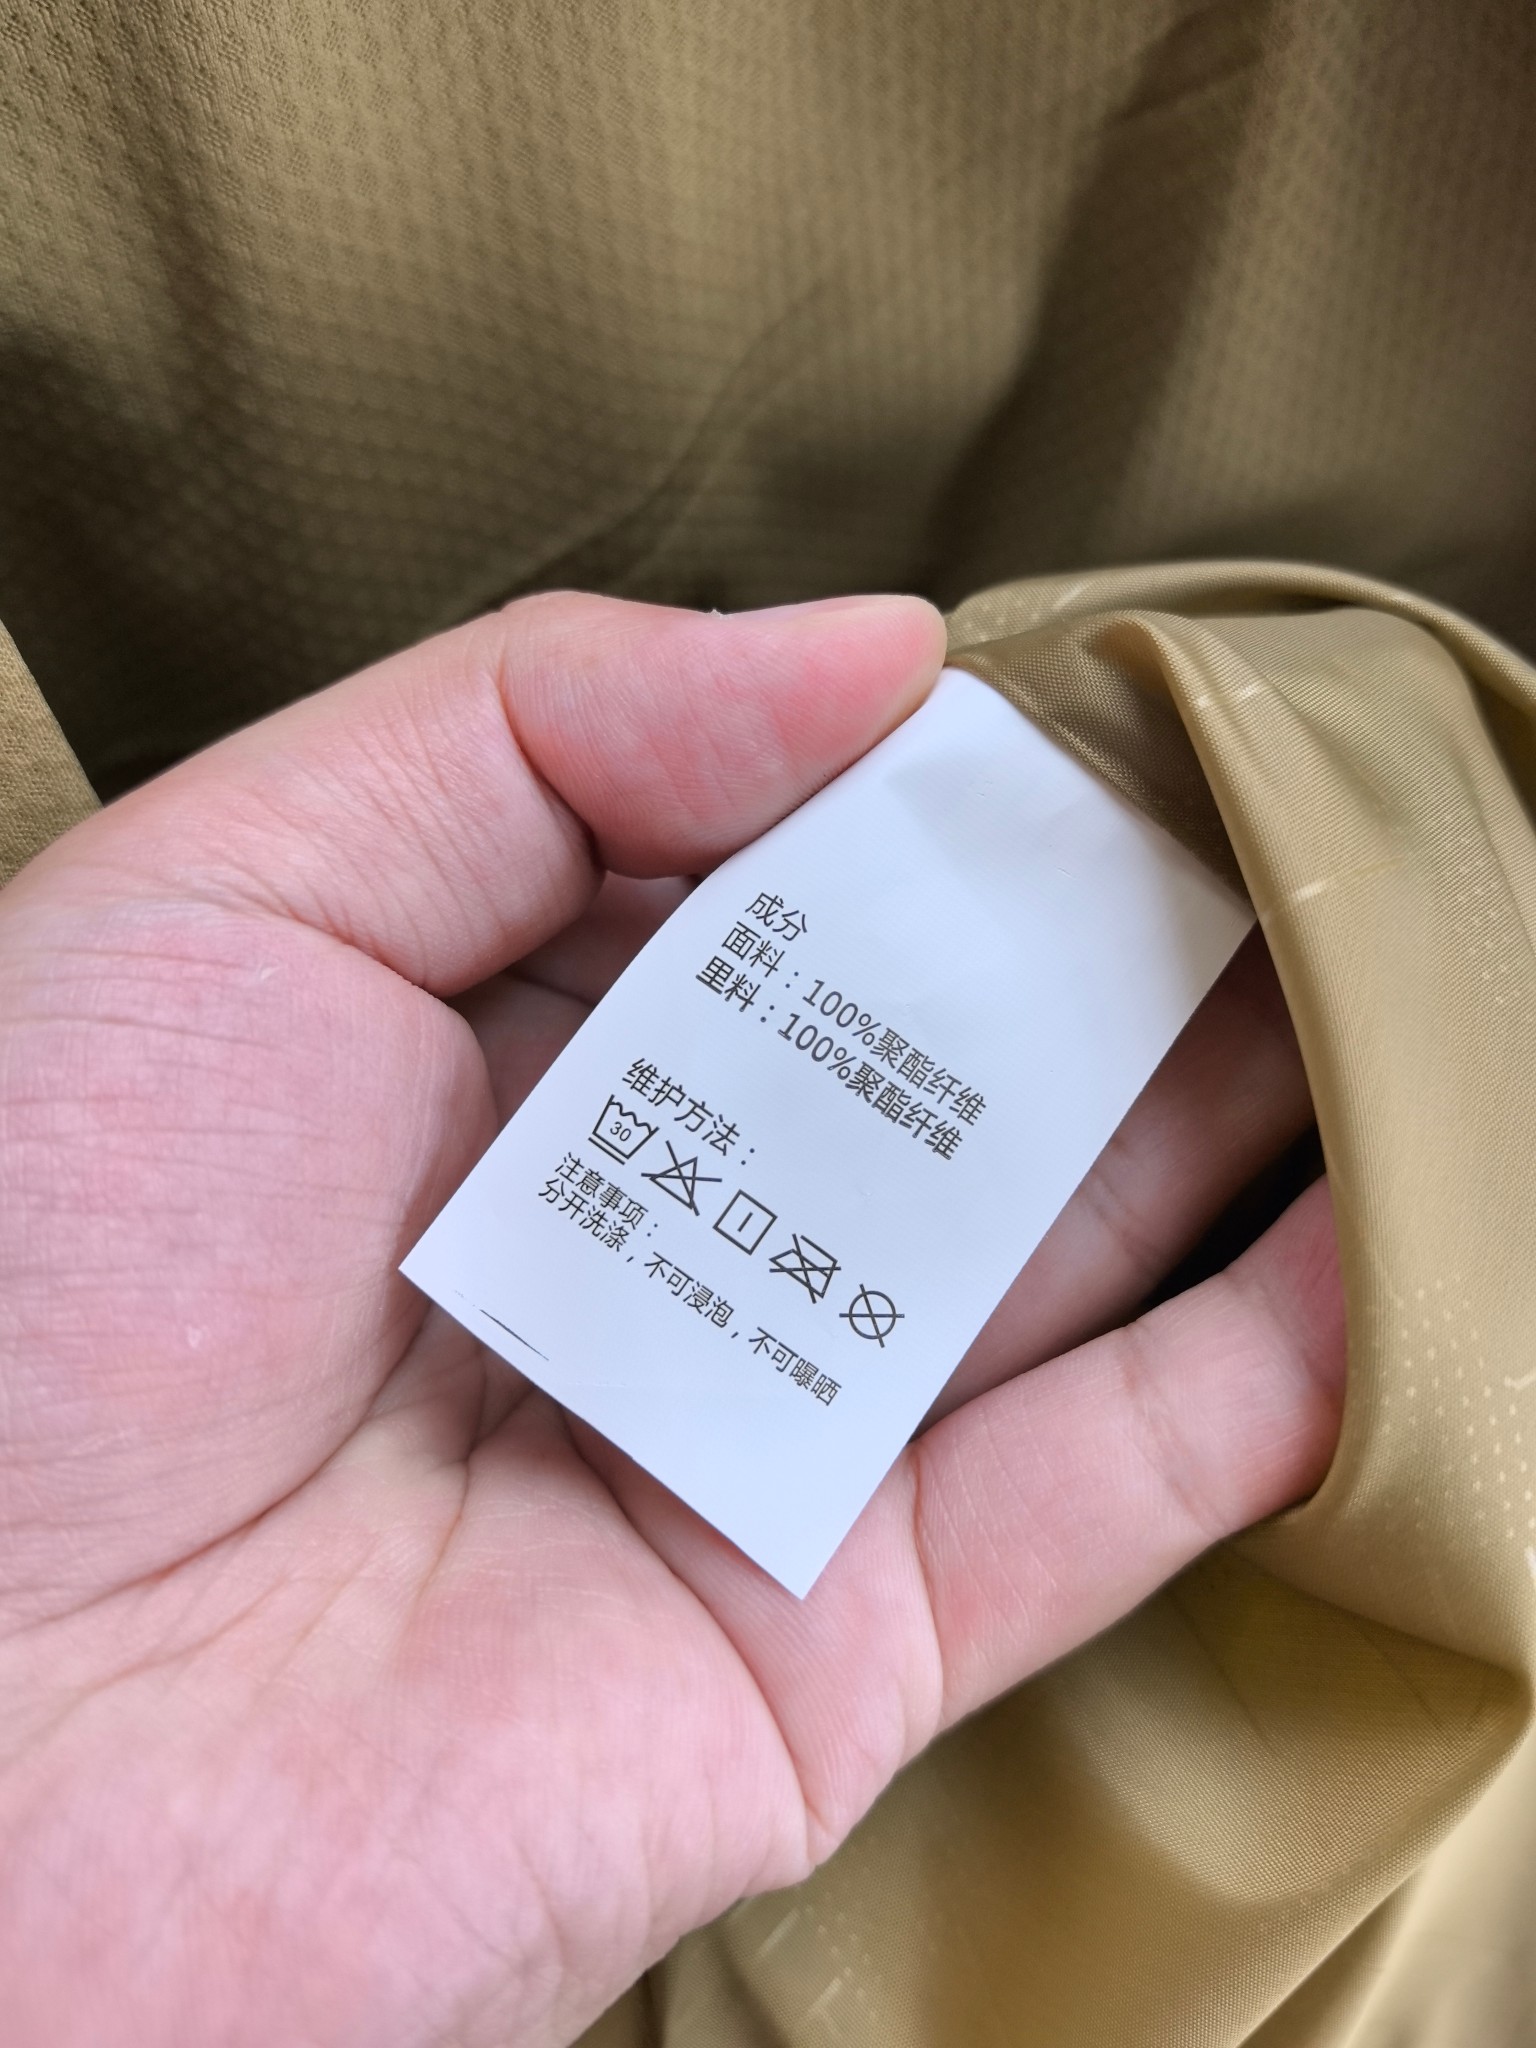 成分
面料：100%聚酯纤维
里料：100%聚酯纤维
维护方法：
30
注意事项：
分开洗涤，不可浸泡，不可曝晒